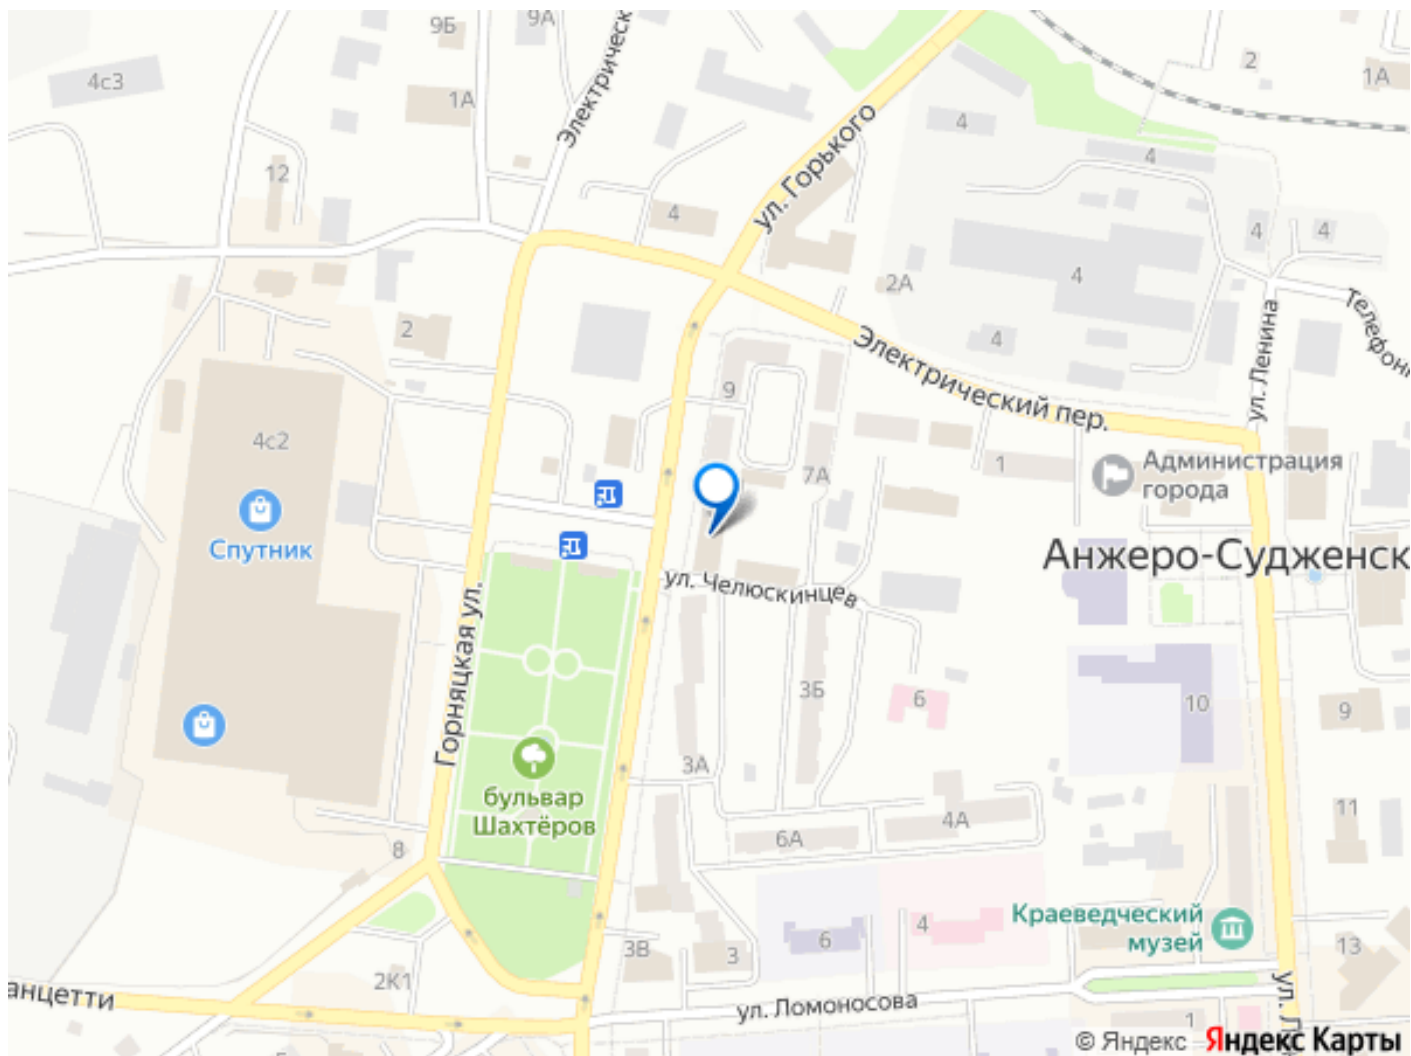 9Б
9А
4с3
1А
Электрическ
2
1А
4
4
ул. Горького
12
4
4
4
2А
4
Телефонн
2
4
Электрический пер.
ул. Ленина
9
4с2
7А
1
Администрация
города
Спутник
Анжеро-Судженск
ул. Челюскинцев
Горняцкая ул.
3Б
6
10
9
3А
бульвар
Шахтёров
6А
4А
11
8
Краеведческий
музей
4
6
3В
3
13
2К1
анцетти
ул. Ломоносова
ул. Л
1
© Яндекс Яндекс Карты